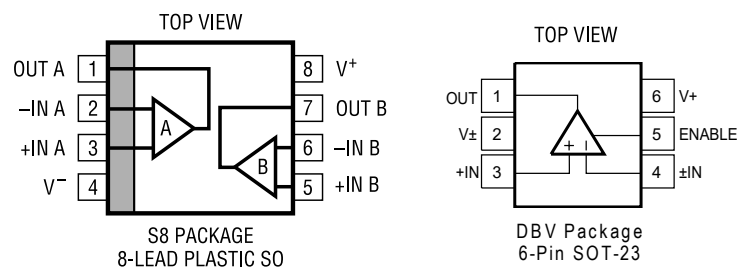 TOP VIEW
OUT A 1
–IN A 2
+IN A 3
V– 4
8 V+
7 OUT B
6 –IN B
5 +IN B
A
B
S8 PACKAGE
8-LEAD PLASTIC SO
TOP VIEW
OUT 1
V± 2
+IN 3
6 V+
5 ENABLE
4 ±IN
+ –
DBV Package
6-Pin SOT-23